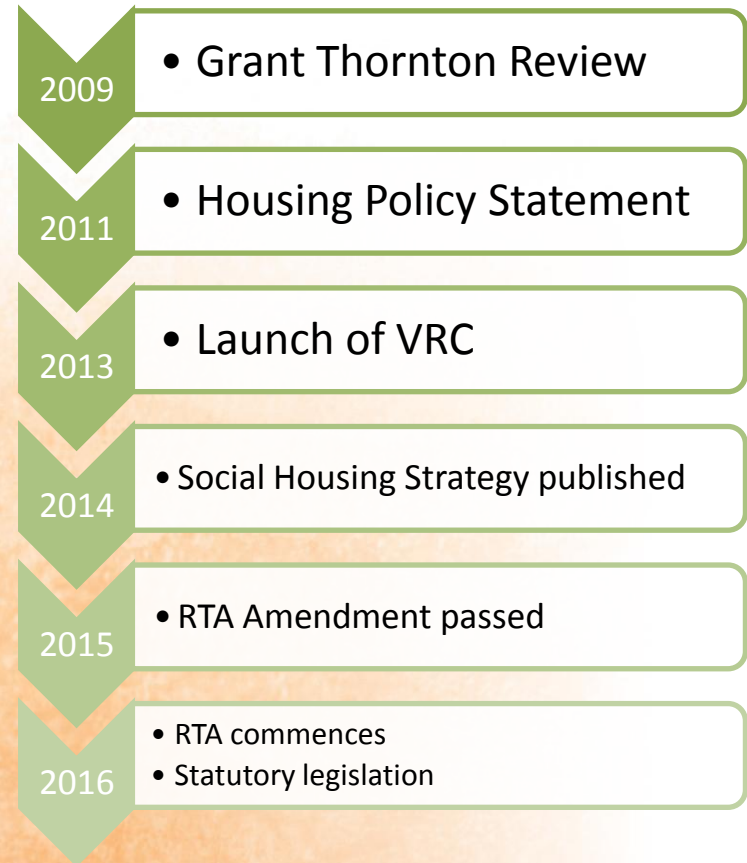 2009
• Grant Thornton Review
2011
• Housing Policy Statement
2013
• Launch of VRC
2014
• Social Housing Strategy published
2015
• RTA Amendment passed
2016
• RTA commences
• Statutory legislation